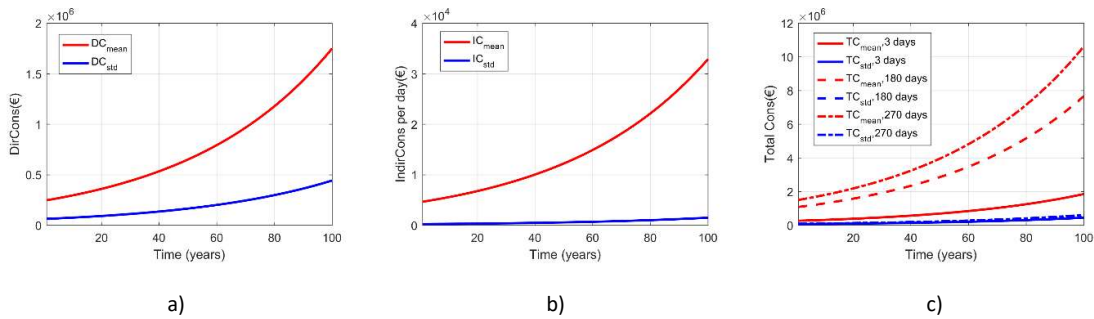 ×10^6
2
1.5
1
0.5
0
DirCons(€)
DC_mean
DC_std
20 40 60 80 100
Time (years)
a)
×10^4
4
3
2
1
0
IndirCons per day(€)
IC_mean
IC_std
20 40 60 80 100
Time (years)
b)
×10^6
12
10
8
6
4
2
0
Total Cons(€)
TC_mean,3 days
TC_std,3 days
TC_mean,180 days
TC_std,180 days
TC_mean,270 days
TC_std,270 days
20 40 60 80 100
Time (years)
c)